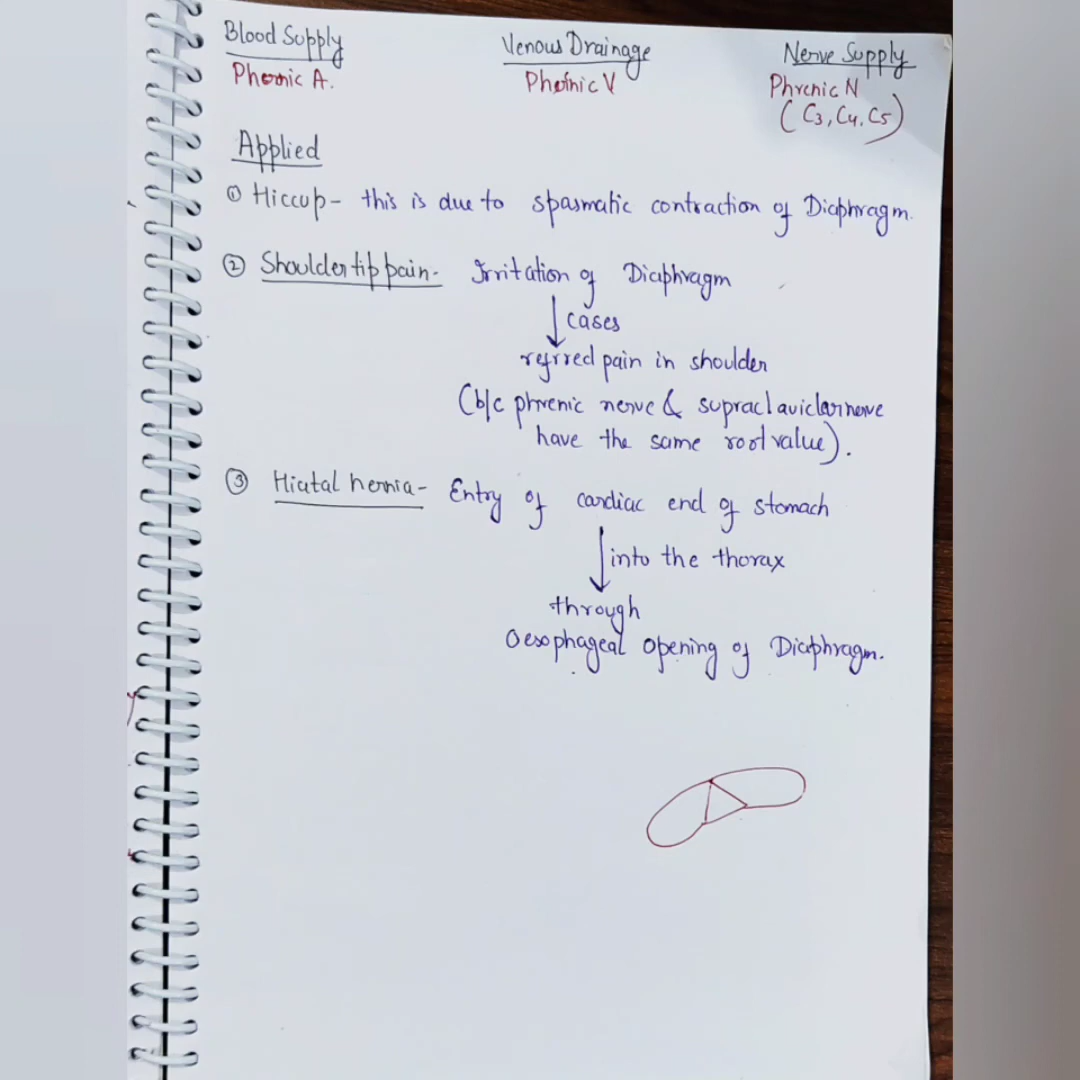 Blood Supply Venous Drainage Nerve Supply
Phrenic A. Phrenic V Phrenic N
(C3, C4, C5)
Applied
① Hiccup - this is due to spasmatic contraction of Diaphragm.
② Shoulder tip pain - Irritation of Diaphragm
↓ cases
refrred pain in shoulder
(b/c phrenic nerve & supraclaviclar nerve
have the same root value).
③ Hiatal hernia - Entry of cardiac end of stomach
↓ into the thorax
through
Oesophageal opening of Diaphragm.